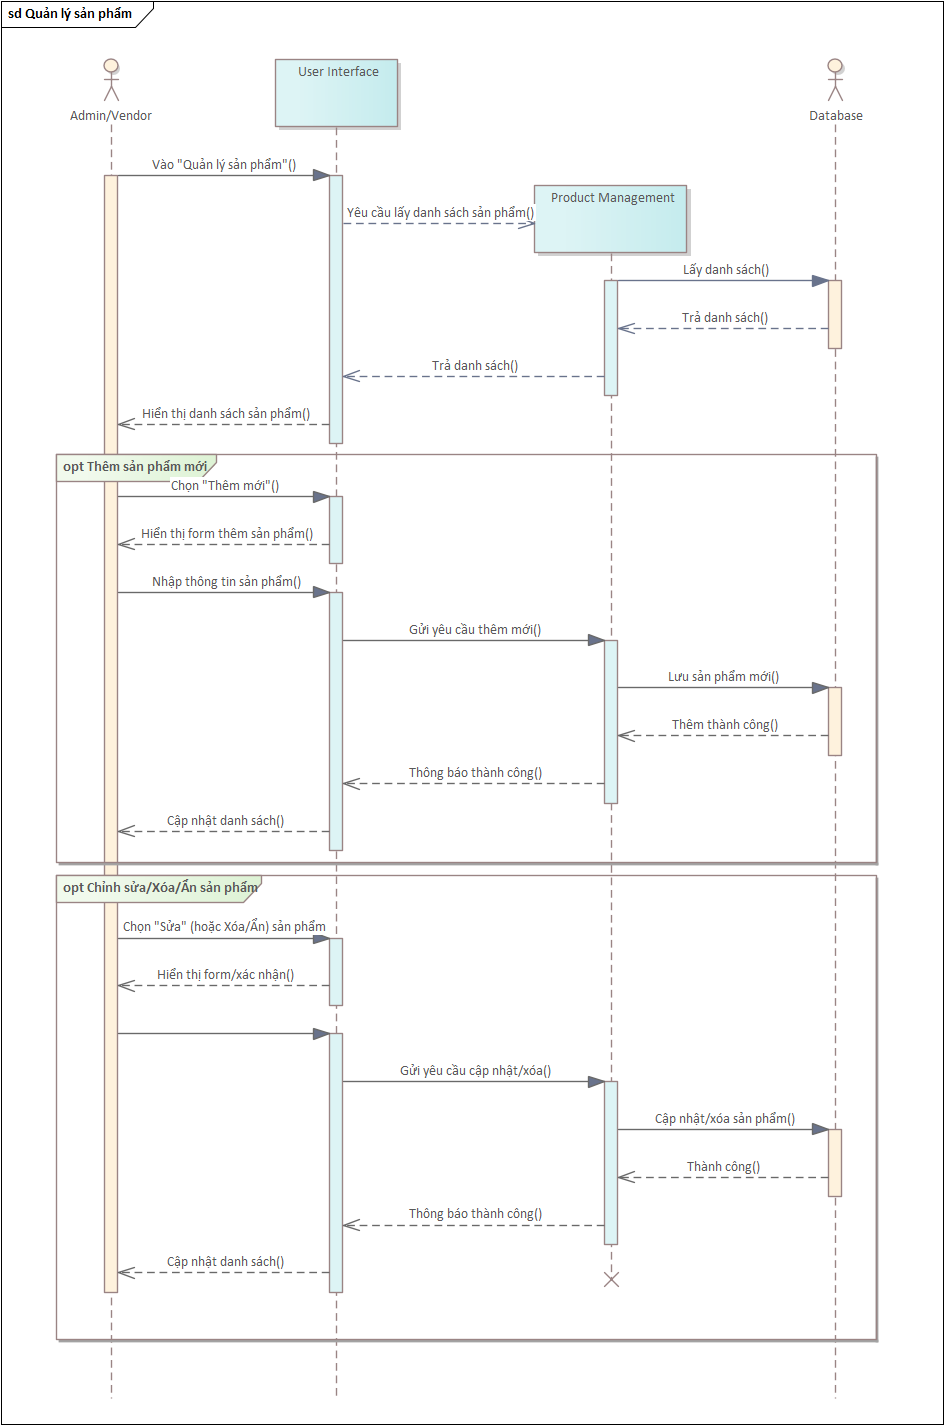 sd Quản lý sản phẩm
User Interface
Admin/Vendor
Database
Vào "Quản lý sản phẩm"()
Product Management
Yêu cầu lấy danh sách sản phẩm()
Lấy danh sách()
Trả danh sách()
Trả danh sách()
Hiển thị danh sách sản phẩm()
opt Thêm sản phẩm mới
Chọn "Thêm mới"()
Hiển thị form thêm sản phẩm()
Nhập thông tin sản phẩm()
Gửi yêu cầu thêm mới()
Lưu sản phẩm mới()
Thêm thành công()
Thông báo thành công()
Cập nhật danh sách()
opt Chỉnh sửa/Xóa/Ẩn sản phẩm
Chọn "Sửa" (hoặc Xóa/Ẩn) sản phẩm
Hiển thị form/xác nhận()
Gửi yêu cầu cập nhật/xóa()
Cập nhật/xóa sản phẩm()
Thành công()
Thông báo thành công()
Cập nhật danh sách()